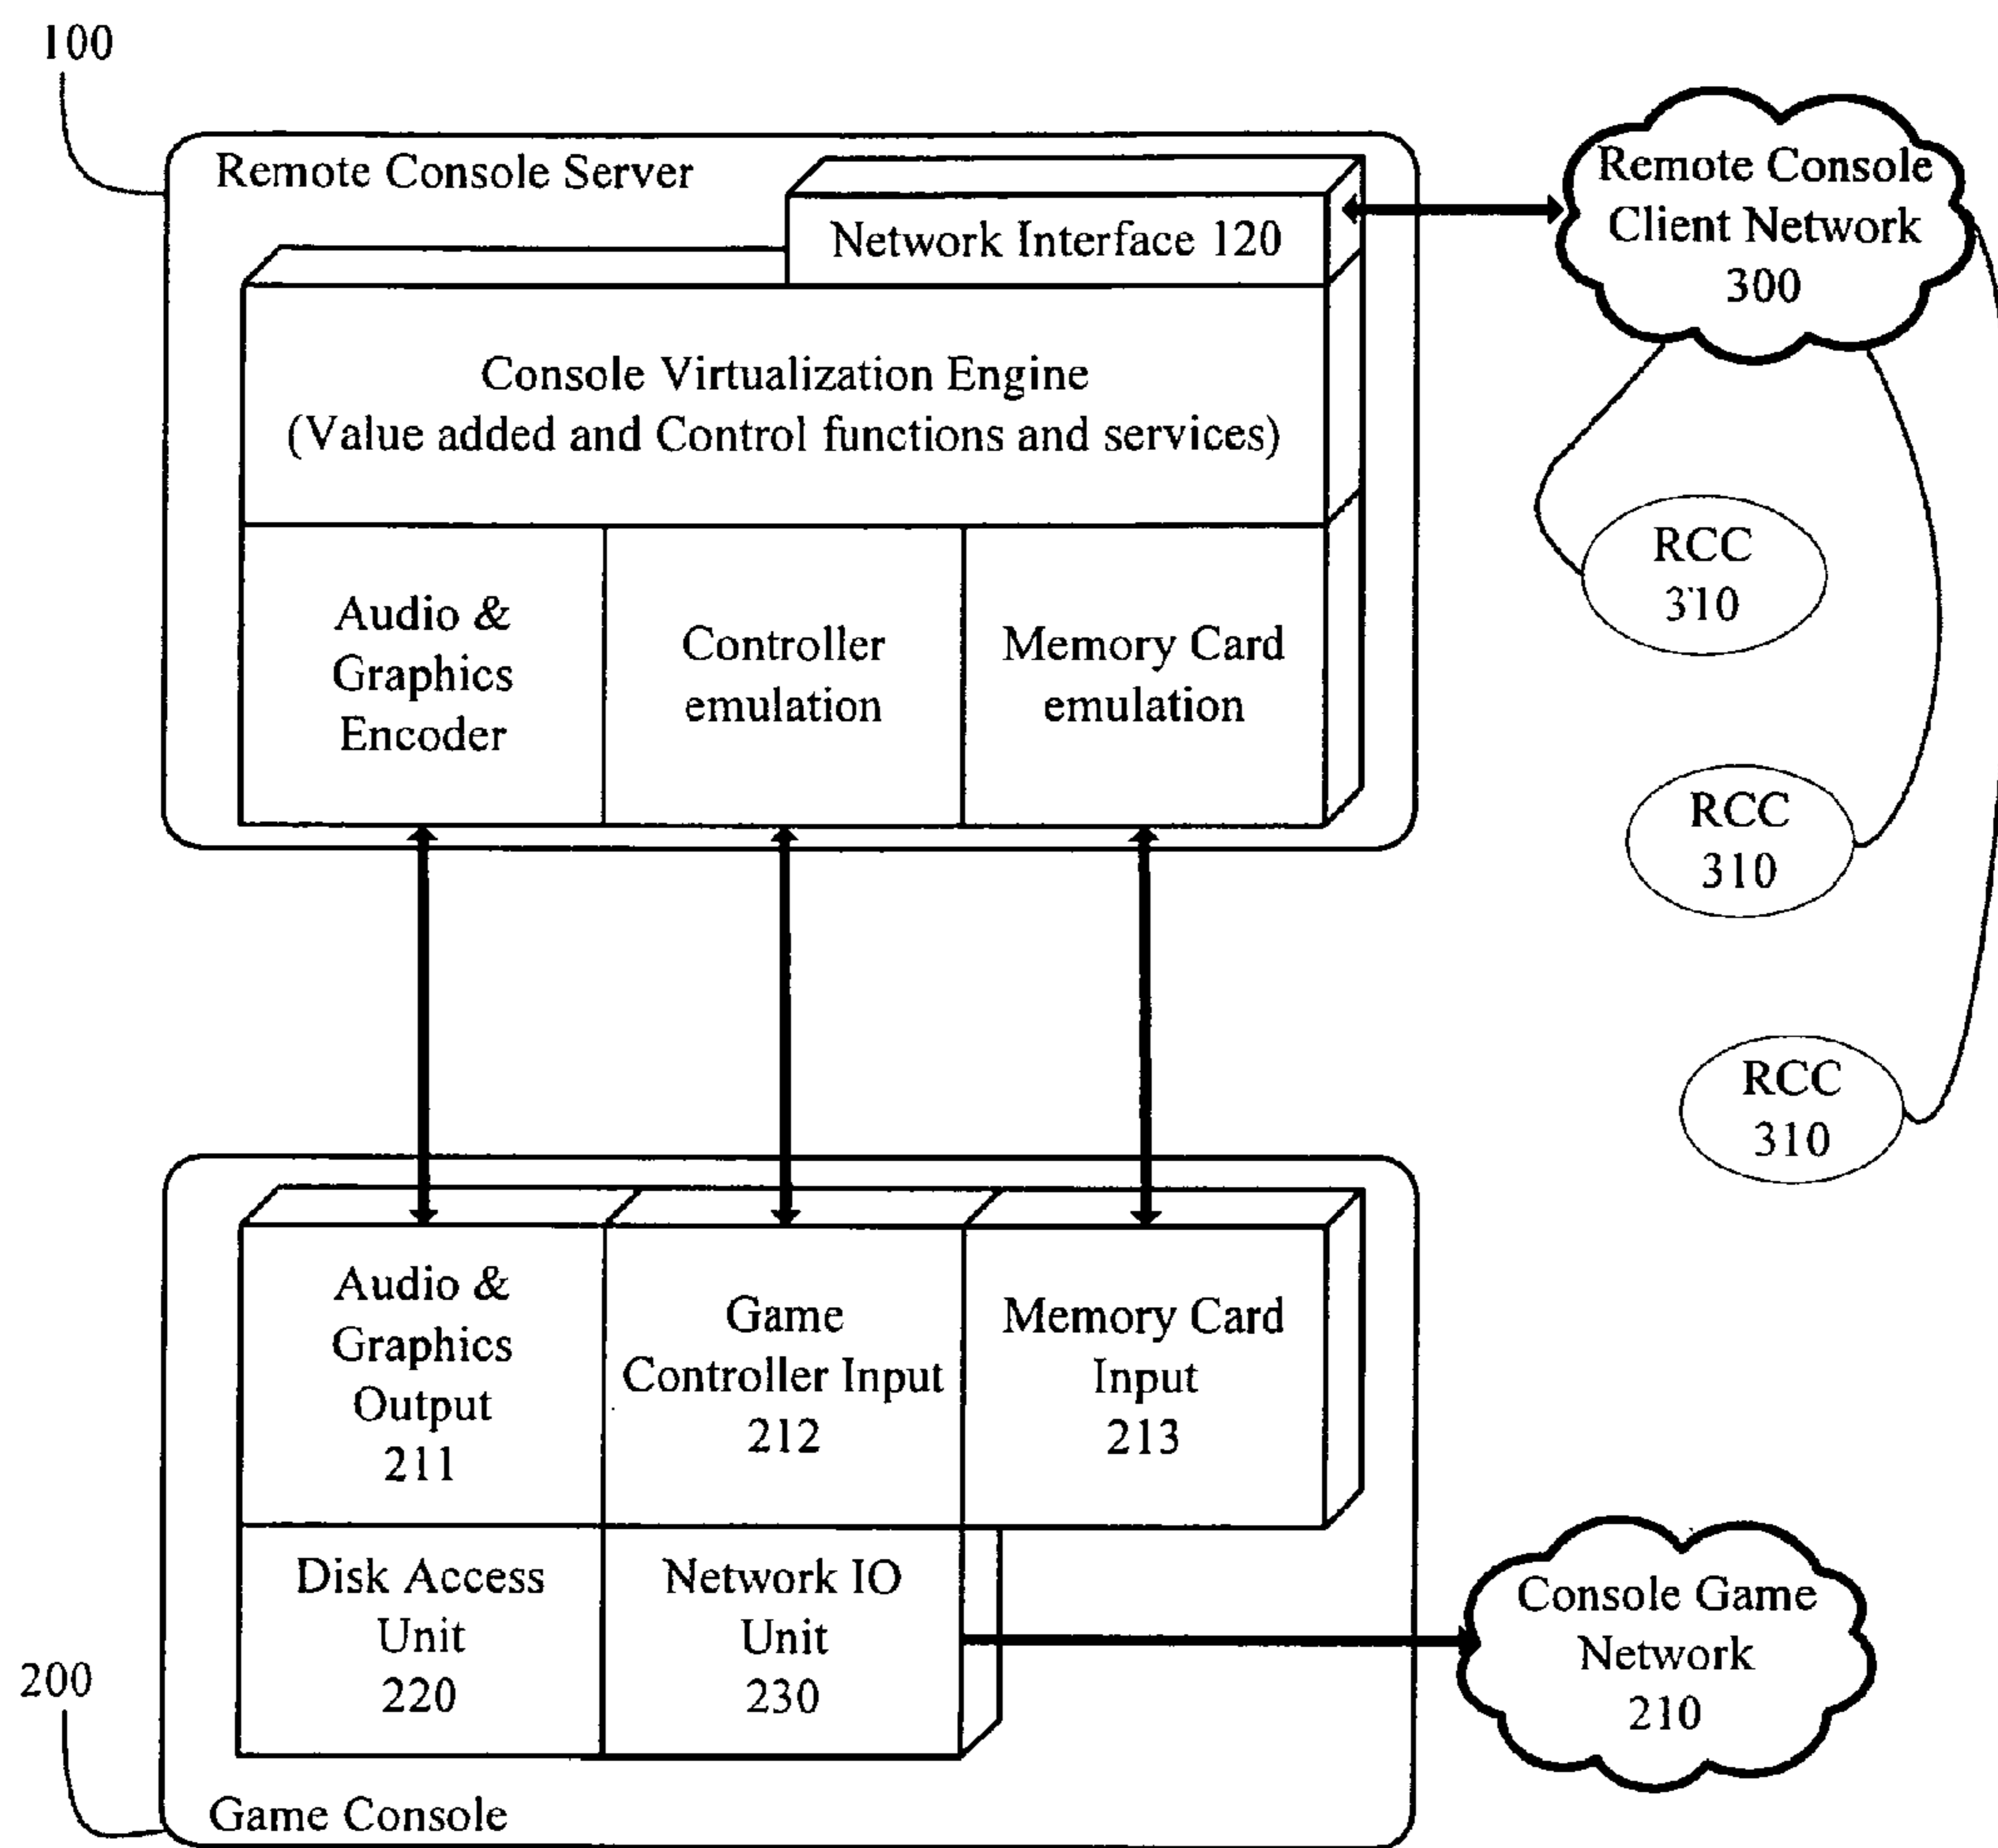 100
Remote Console Server
Network Interface 120
Remote Console
Client Network
300
Console Virtualization Engine
(Value added and Control functions and services)
Audio &
Graphics
Encoder
Controller
emulation
Memory Card
emulation
RCC
310
RCC
310
RCC
310
Audio &
Graphics
Output
211
Game
Controller Input
212
Memory Card
Input
213
Disk Access
Unit
220
Network IO
Unit
230
Console Game
Network
210
200
Game Console